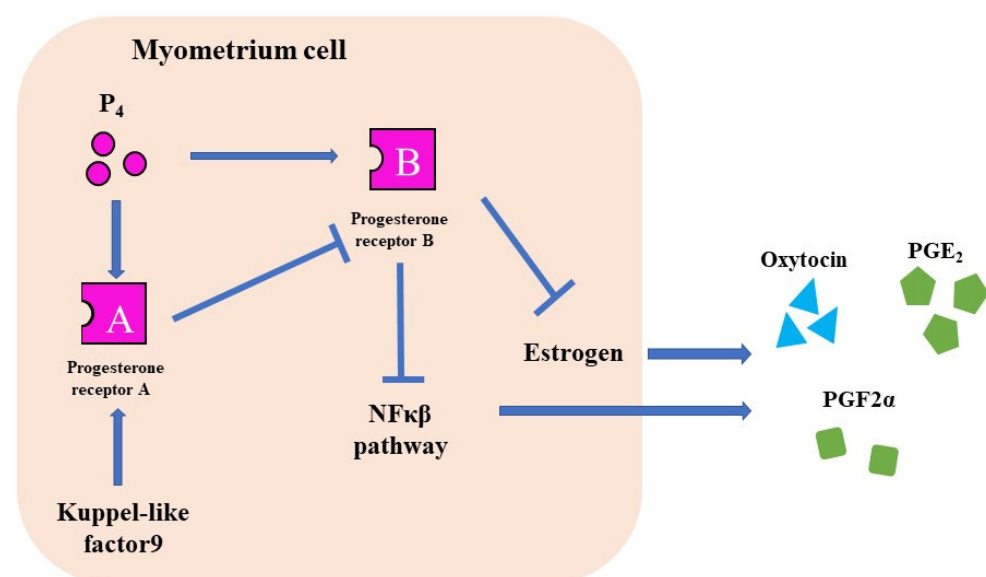 Myometrium cell
P₄
B
Progesterone
receptor B
A
Progesterone
receptor A
Kuppel-like
factor9
NFκβ
pathway
Estrogen
Oxytocin
PGE₂
PGF2α